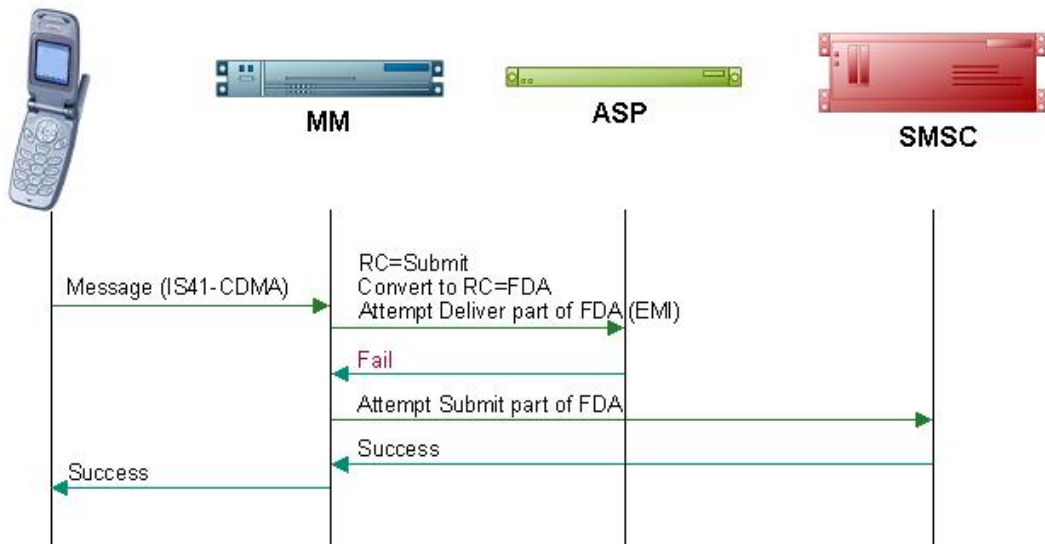 MM
ASP
SMSC
Message (IS41-CDMA)
RC=Submit
Convert to RC=FDA
Attempt Deliver part of FDA (EMI)
Fail
Attempt Submit part of FDA
Success
Success